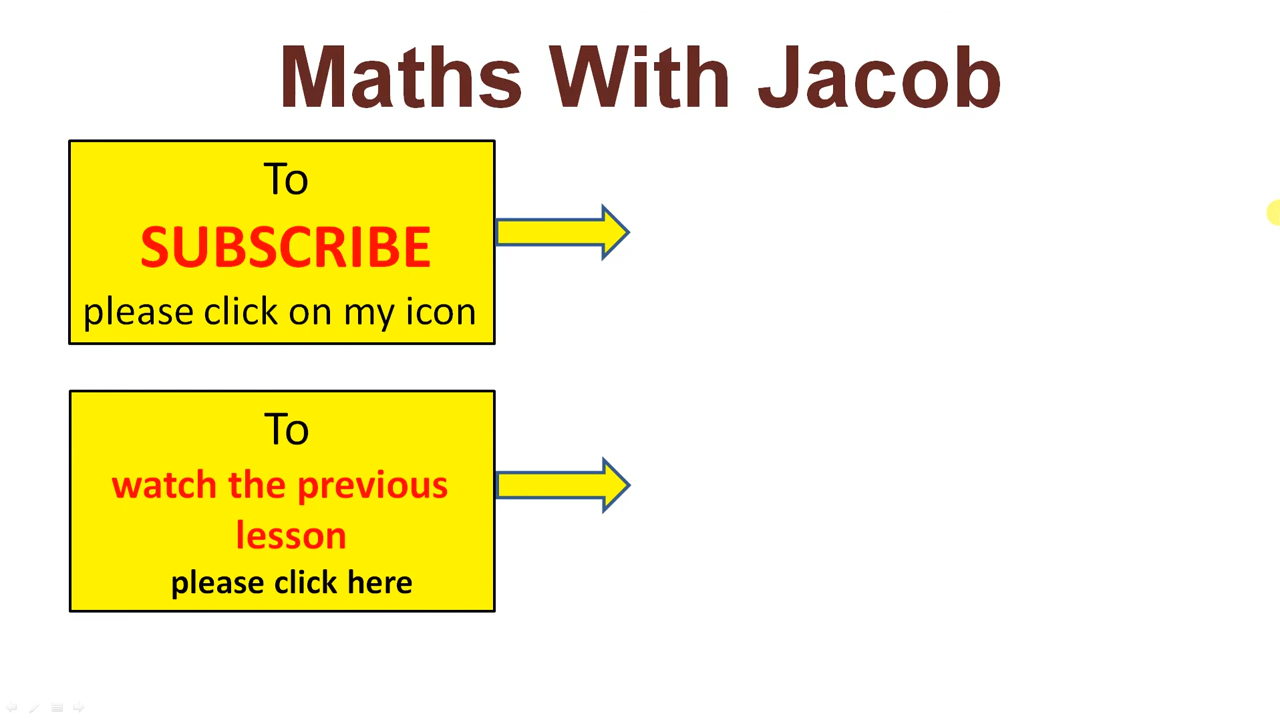 Maths With Jacob
To
SUBSCRIBE
please click on my icon
To
watch the previous
lesson
please click here